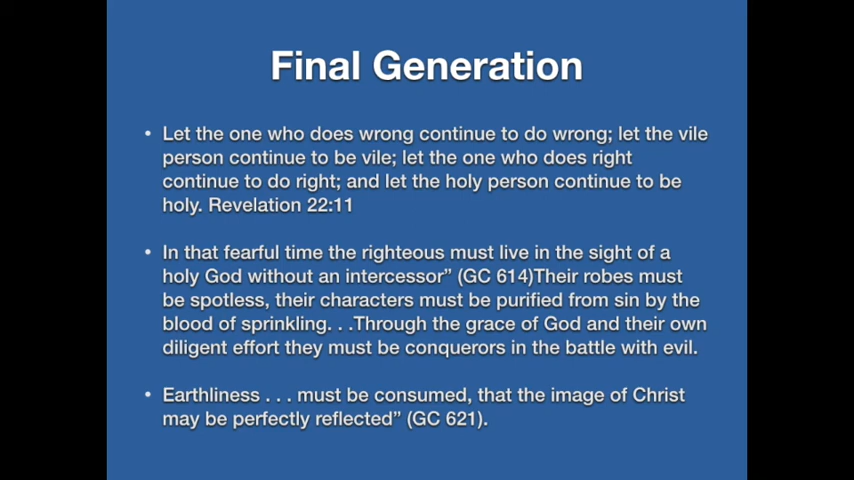 Final Generation
• Let the one who does wrong continue to do wrong; let the vile
person continue to be vile; let the one who does right
continue to do right; and let the holy person continue to be
holy. Revelation 22:11
• In that fearful time the righteous must live in the sight of a
holy God without an intercessor” (GC 614)Their robes must
be spotless, their characters must be purified from sin by the
blood of sprinkling. . .Through the grace of God and their own
diligent effort they must be conquerors in the battle with evil.
• Earthliness . . . must be consumed, that the image of Christ
may be perfectly reflected” (GC 621).